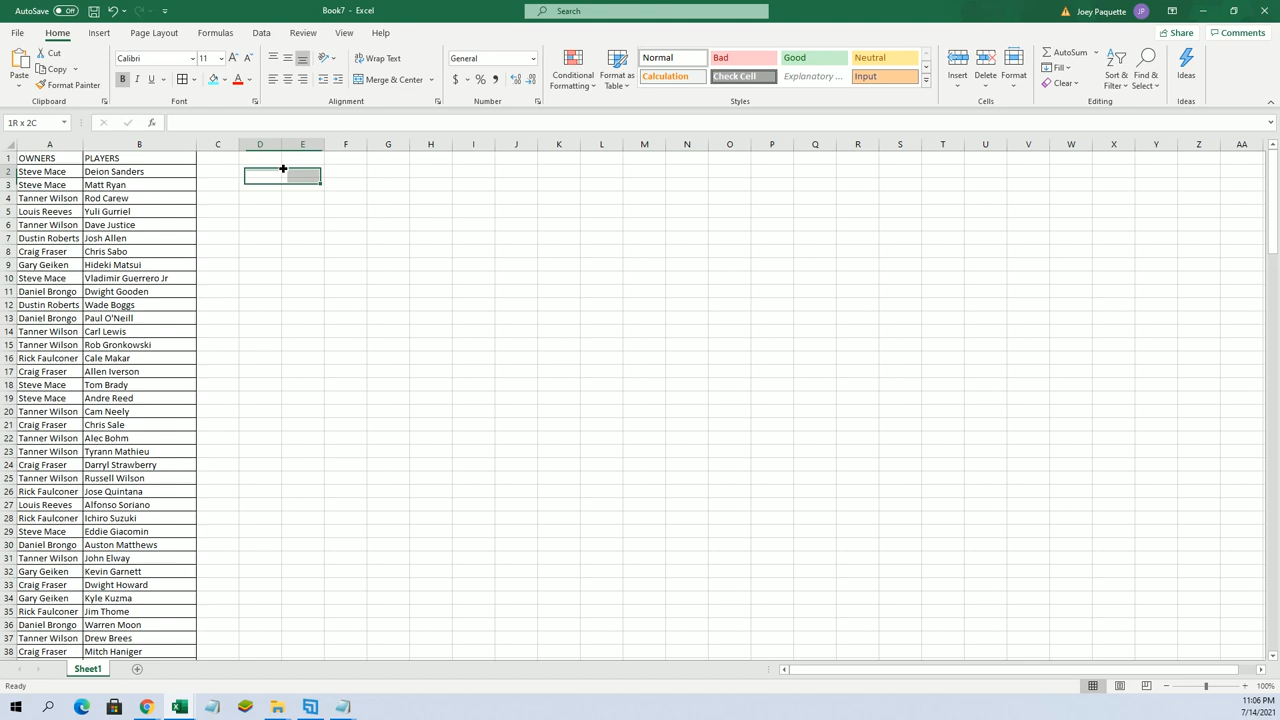 AutoSave Off Book7 - Excel Search Joey Paquette JP
File Home Insert Page Layout Formulas Data Review View Help Share Comments
Paste Cut Copy Format Painter Clipboard
Calibri 11 B I U Font
Wrap Text Merge & Center Alignment
General $ % Number
Conditional Formatting Format as Table
Normal Bad Good Neutral
Calculation Check Cell Explanatory ... Input
Styles
Insert Delete Format Cells
AutoSum Fill Clear Sort & Filter Find & Select Editing
Ideas Ideas
1R x 2C fx
A B C D E F G H I J K L M N O P Q R S T U V W X Y Z AA
1 OWNERS PLAYERS
2 Steve Mace Deion Sanders
3 Steve Mace Matt Ryan
4 Tanner Wilson Rod Carew
5 Louis Reeves Yuli Gurriel
6 Tanner Wilson Dave Justice
7 Dustin Roberts Josh Allen
8 Craig Fraser Chris Sabo
9 Gary Geiken Hideki Matsui
10 Steve Mace Vladimir Guerrero Jr
11 Daniel Brongo Dwight Gooden
12 Dustin Roberts Wade Boggs
13 Daniel Brongo Paul O'Neill
14 Tanner Wilson Carl Lewis
15 Tanner Wilson Rob Gronkowski
16 Rick Faulconer Cale Makar
17 Craig Fraser Allen Iverson
18 Steve Mace Tom Brady
19 Steve Mace Andre Reed
20 Tanner Wilson Cam Neely
21 Craig Fraser Chris Sale
22 Tanner Wilson Alec Bohm
23 Tanner Wilson Tyrann Mathieu
24 Craig Fraser Darryl Strawberry
25 Tanner Wilson Russell Wilson
26 Rick Faulconer Jose Quintana
27 Louis Reeves Alfonso Soriano
28 Rick Faulconer Ichiro Suzuki
29 Steve Mace Eddie Giacomin
30 Daniel Brongo Auston Matthews
31 Tanner Wilson John Elway
32 Gary Geiken Kevin Garnett
33 Craig Fraser Dwight Howard
34 Gary Geiken Kyle Kuzma
35 Rick Faulconer Jim Thome
36 Daniel Brongo Warren Moon
37 Tanner Wilson Drew Brees
38 Craig Fraser Mitch Haniger
Sheet1
Ready 100%
11:06 PM
7/14/2021